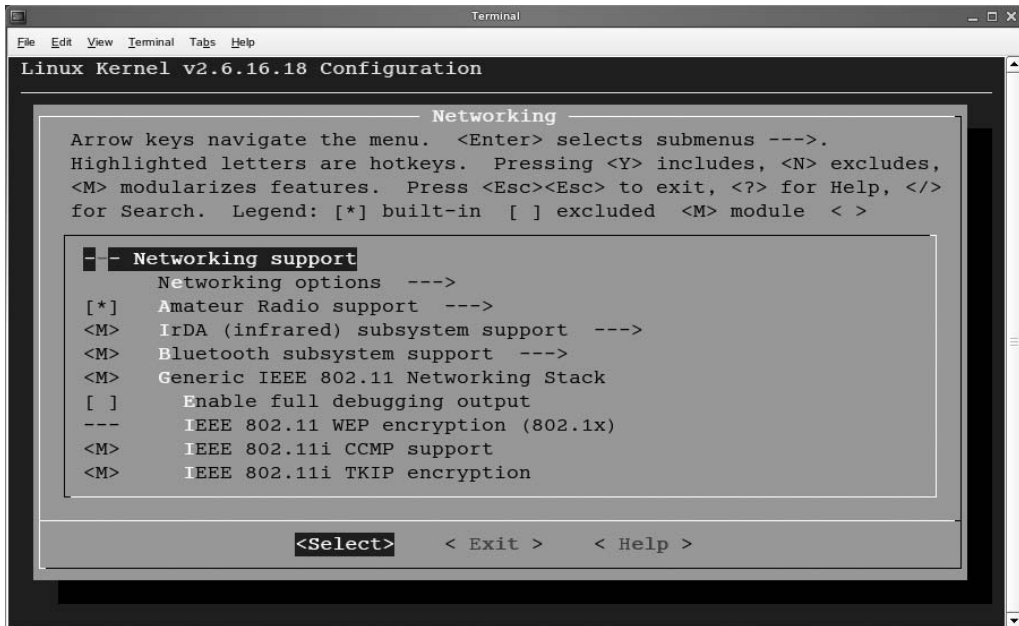 Terminal
File Edit View Terminal Tabs Help
Linux Kernel v2.6.16.18 Configuration
Networking
Arrow keys navigate the menu. <Enter> selects submenus --->.
Highlighted letters are hotkeys. Pressing <Y> includes, <N> excludes,
<M> modularizes features. Press <Esc><Esc> to exit, <?> for Help, </>
for Search. Legend: [*] built-in [ ] excluded <M> module < >
--- Networking support
Networking options --->
[*] Amateur Radio support --->
<M> IrDA (infrared) subsystem support --->
<M> Bluetooth subsystem support --->
<M> Generic IEEE 802.11 Networking Stack
[ ] Enable full debugging output
--- IEEE 802.11 WEP encryption (802.1x)
<M> IEEE 802.11i CCMP support
<M> IEEE 802.11i TKIP encryption
<Select> < Exit > < Help >